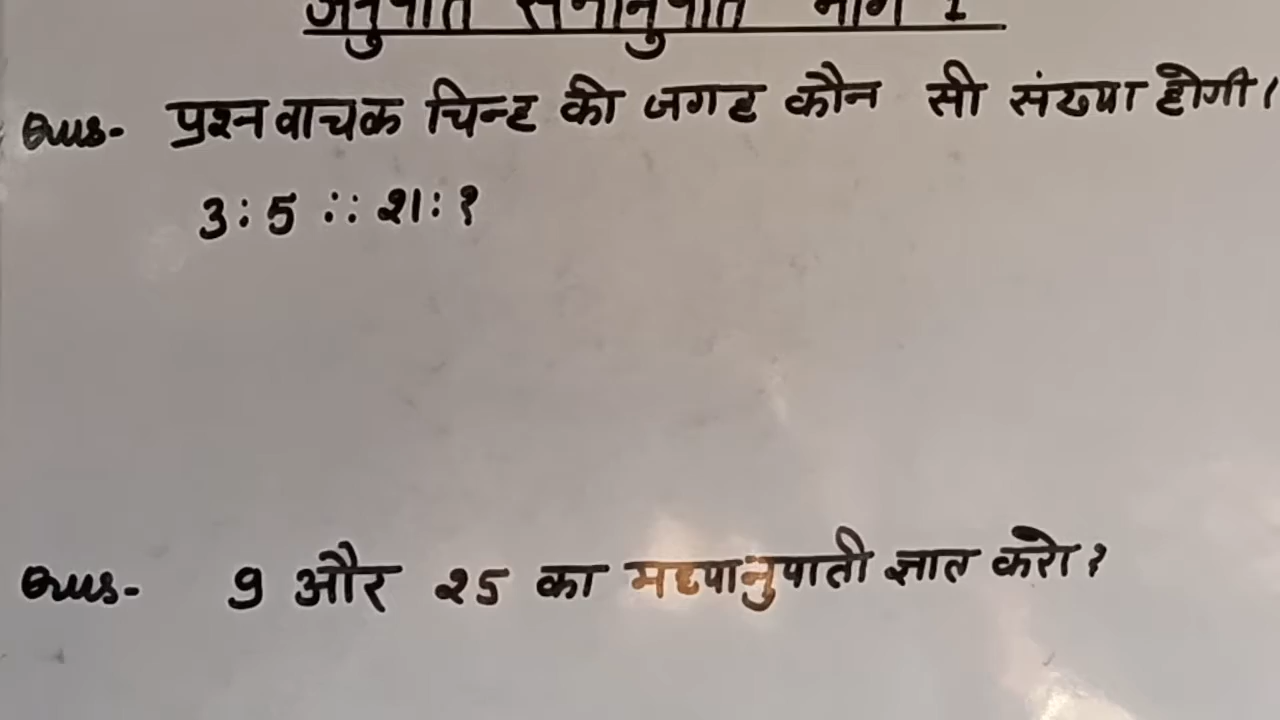 अनुपात समानुपात भाग 1
Ques- प्रश्नवाचक चिन्ह की जगह कौन सी संख्या होगी।
3:5 :: 21:?
Ques- 9 और 25 का मध्यानुपाती ज्ञात करो?